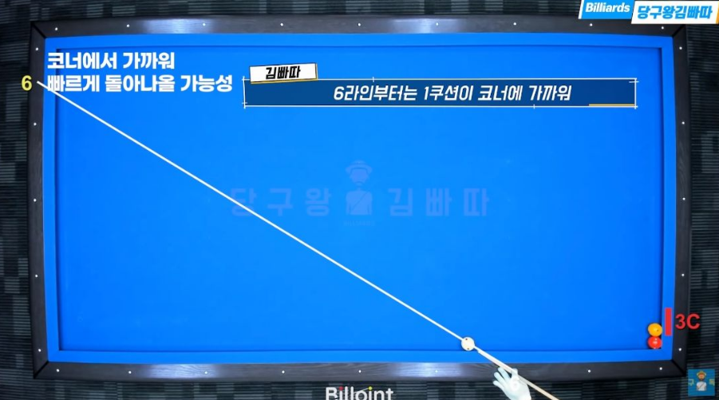 Billiards 당구왕김빠따
코너에서 가까워
6 빠르게 돌아나올 가능성
김빠따
6라인부터는 1쿠션이 코너에 가까워
당구왕 김빠따
3C
Billoint